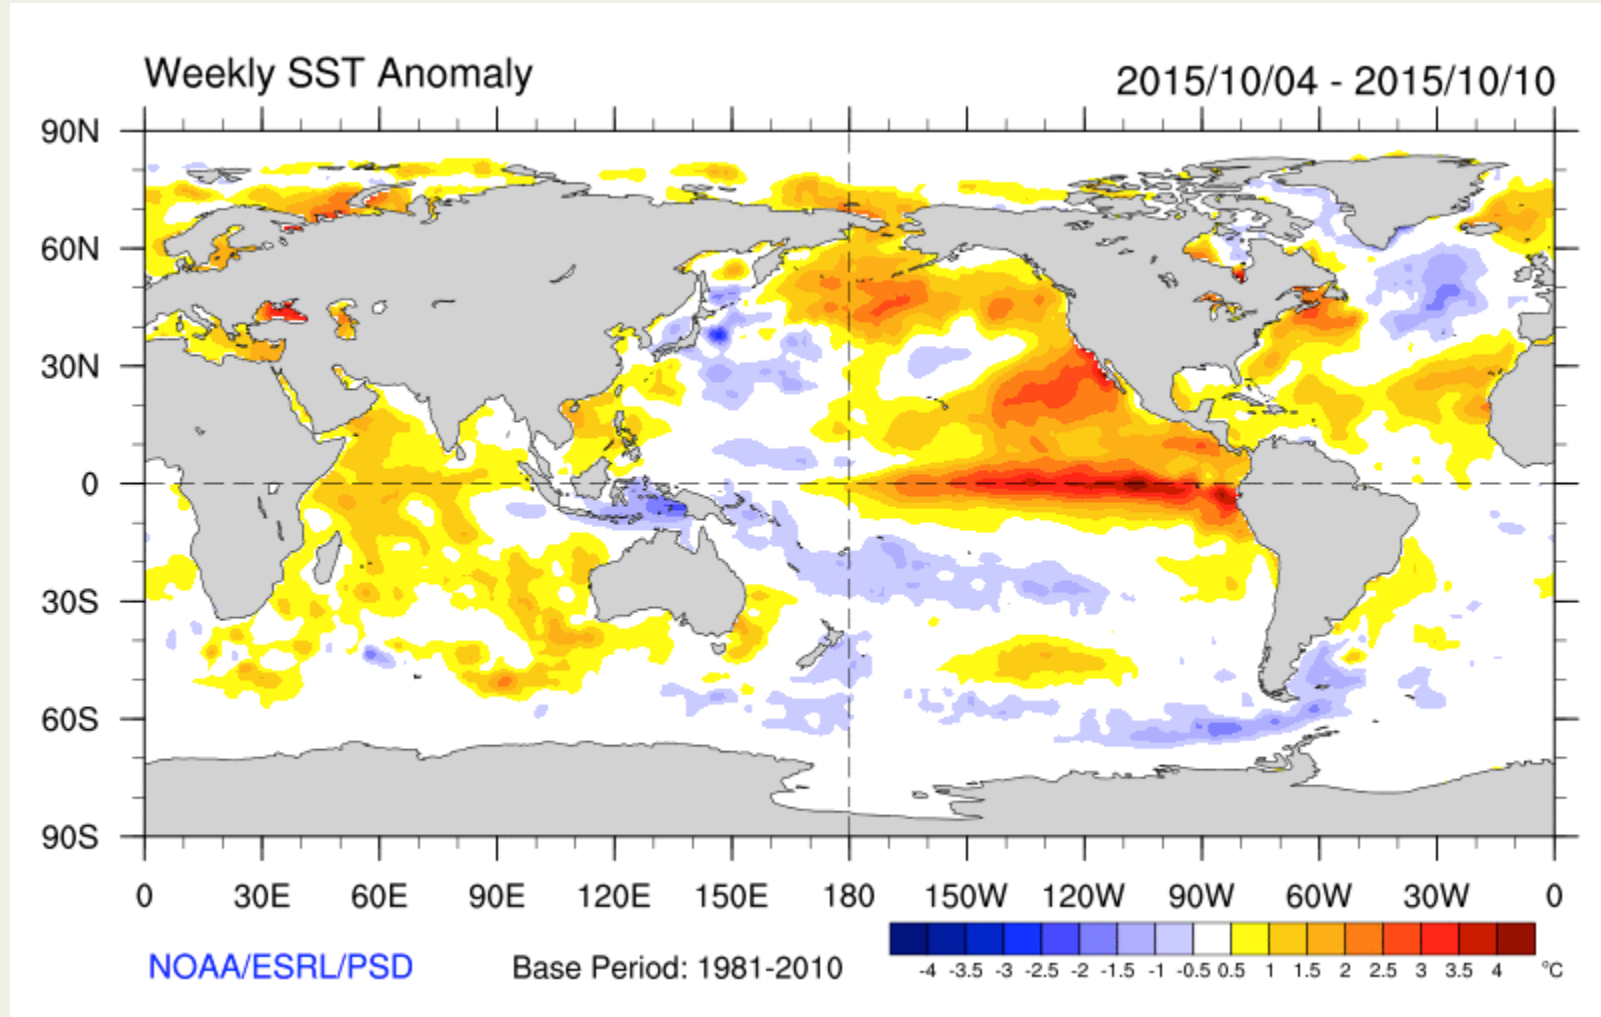 Weekly SST Anomaly
2015/10/04 - 2015/10/10
90N
60N
30N
0
30S
60S
90S
0 30E 60E 90E 120E 150E 180 150W 120W 90W 60W 30W 0
-4 -3.5 -3 -2.5 -2 -1.5 -1 -0.5 0.5 1 1.5 2 2.5 3 3.5 4 °C
NOAA/ESRL/PSD
Base Period: 1981-2010